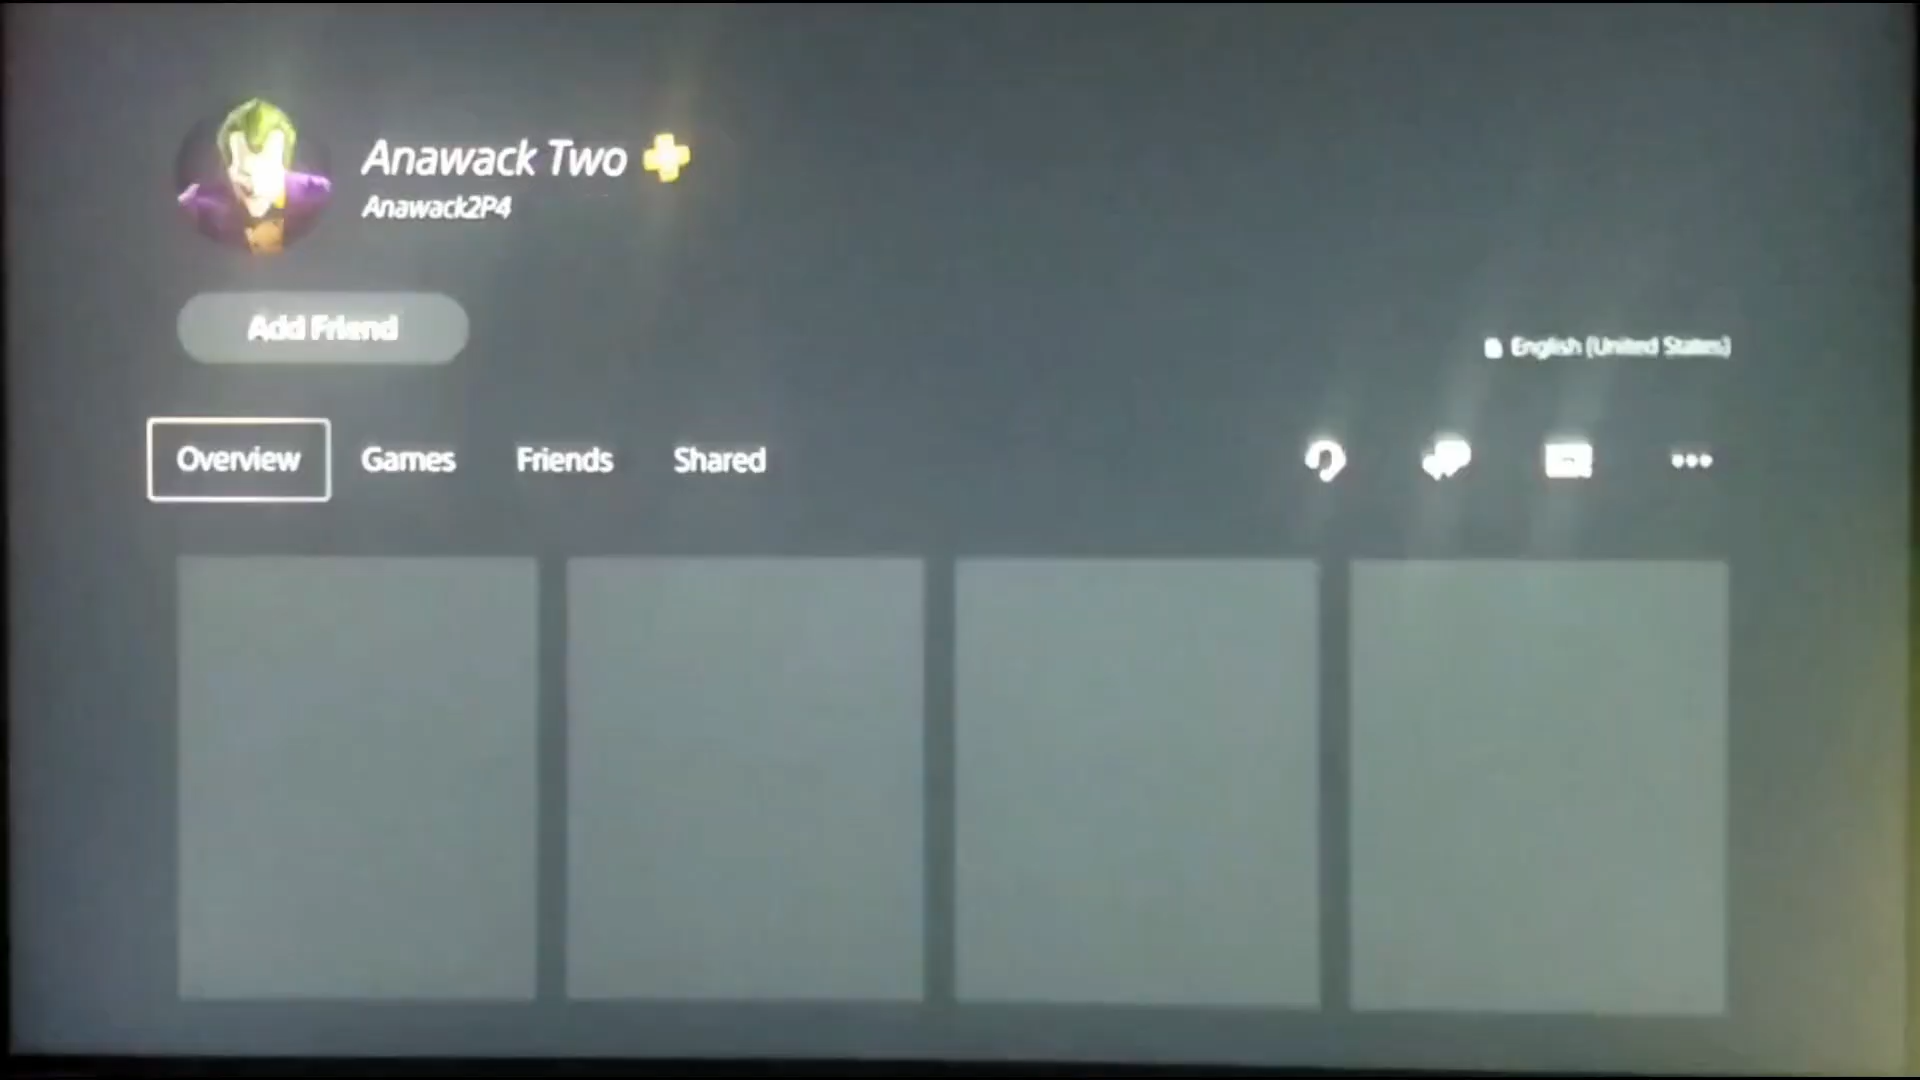 Anawack Two
Anawack2P4
Add Friend
English (United States)
Overview
Games
Friends
Shared